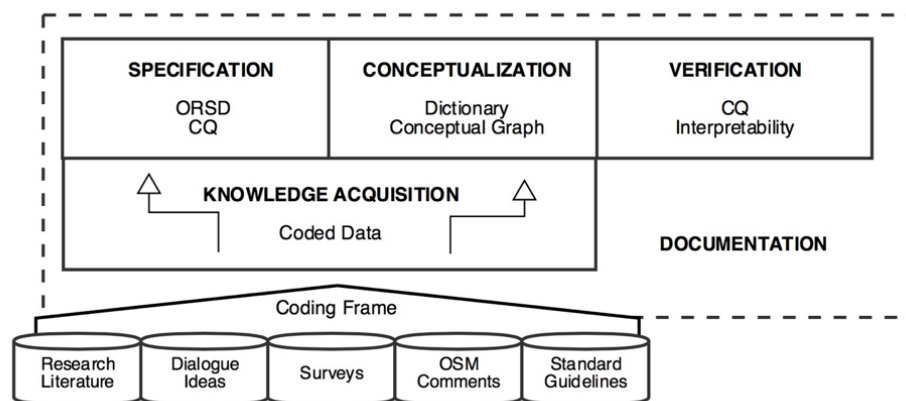 SPECIFICATION
ORSD
CQ
CONCEPTUALIZATION
Dictionary
Conceptual Graph
VERIFICATION
CQ
Interpretability
KNOWLEDGE ACQUISITION
Coded Data
DOCUMENTATION
Coding Frame
Research
Literature
Dialogue
Ideas
Surveys
OSM
Comments
Standard
Guidelines